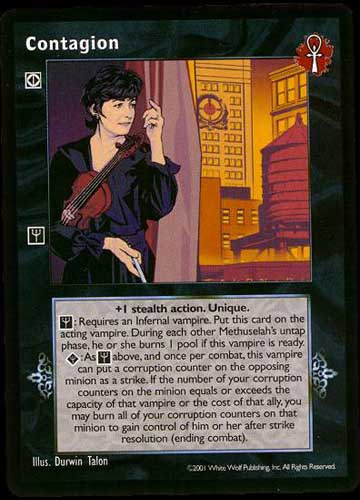 Contagion
+1 stealth action. Unique.
: Requires an Infernal vampire. Put this card on the
acting vampire. During each other Methuselah's untap
phase, he or she burns 1 pool if this vampire is ready.
:As above, and once per combat, this vampire
can put a corruption counter on the opposing
minion as a strike. If the number of your corruption
counters on the minion equals or exceeds the
capacity of that vampire or the cost of that ally, you
may burn all of your corruption counters on that
minion to gain control of him or her after strike
resolution (ending combat).
Illus. Durwin Talon
©2001 White Wolf Publishing, Inc. All Rights Reserved.